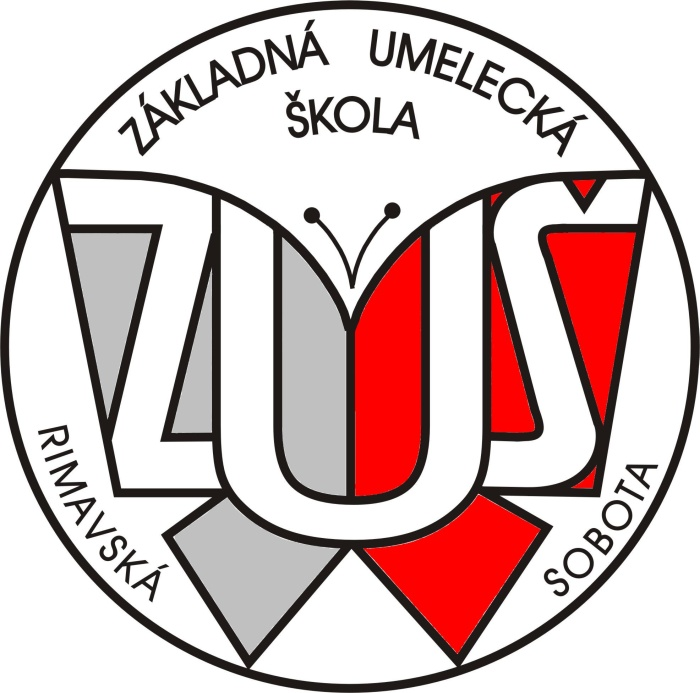 ZÁKLADNÁ UMELECKÁ
ŠKOLA
ZUŠ
RIMAVSKÁ
SOBOTA